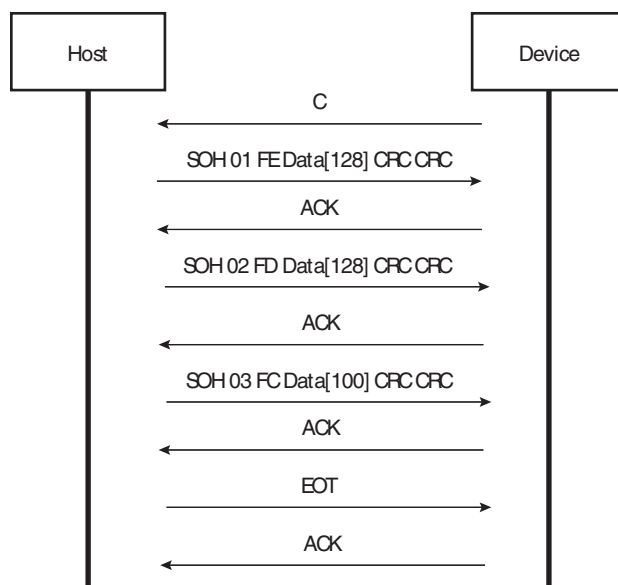 Host
Device
C
SOH 01 FE Data[128] CRC CRC
ACK
SOH 02 FD Data[128] CRC CRC
ACK
SOH 03 FC Data[100] CRC CRC
ACK
EOT
ACK